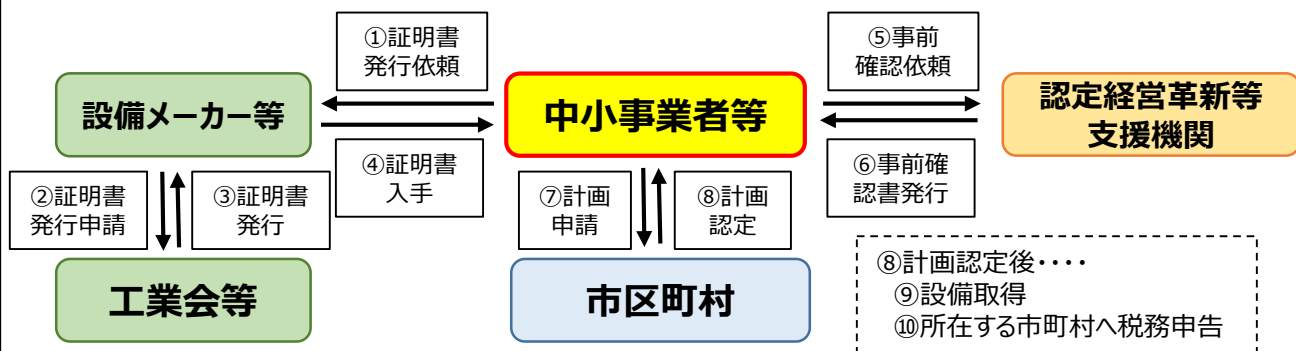 ①証明書
発行依頼
⑤事前
確認依頼
設備メーカー等
中小事業者等
認定経営革新等
支援機関
②証明書
発行申請
③証明書
発行
④証明書
入手
⑦計画
申請
⑧計画
認定
⑥事前確
認書発行
工業会等
市区町村
⑧計画認定後・・・・
⑨設備取得
⑩所在する市町村へ税務申告